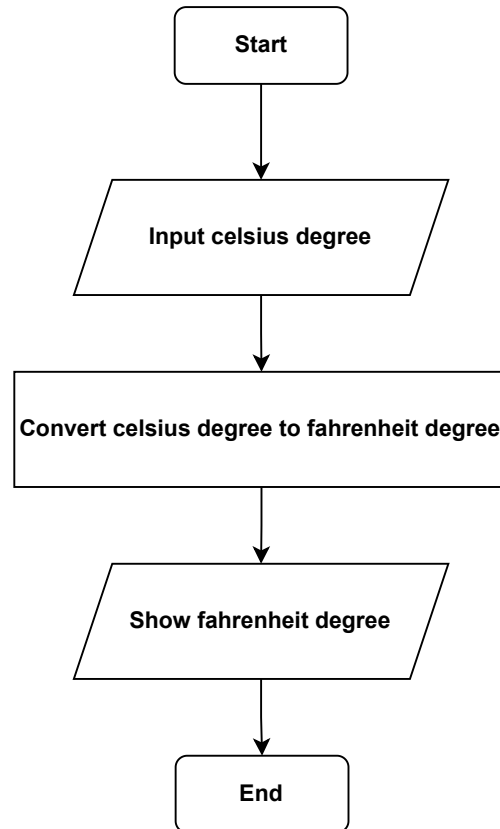 Start
Input celsius degree
Convert celsius degree to fahrenheit degree
Show fahrenheit degree
End